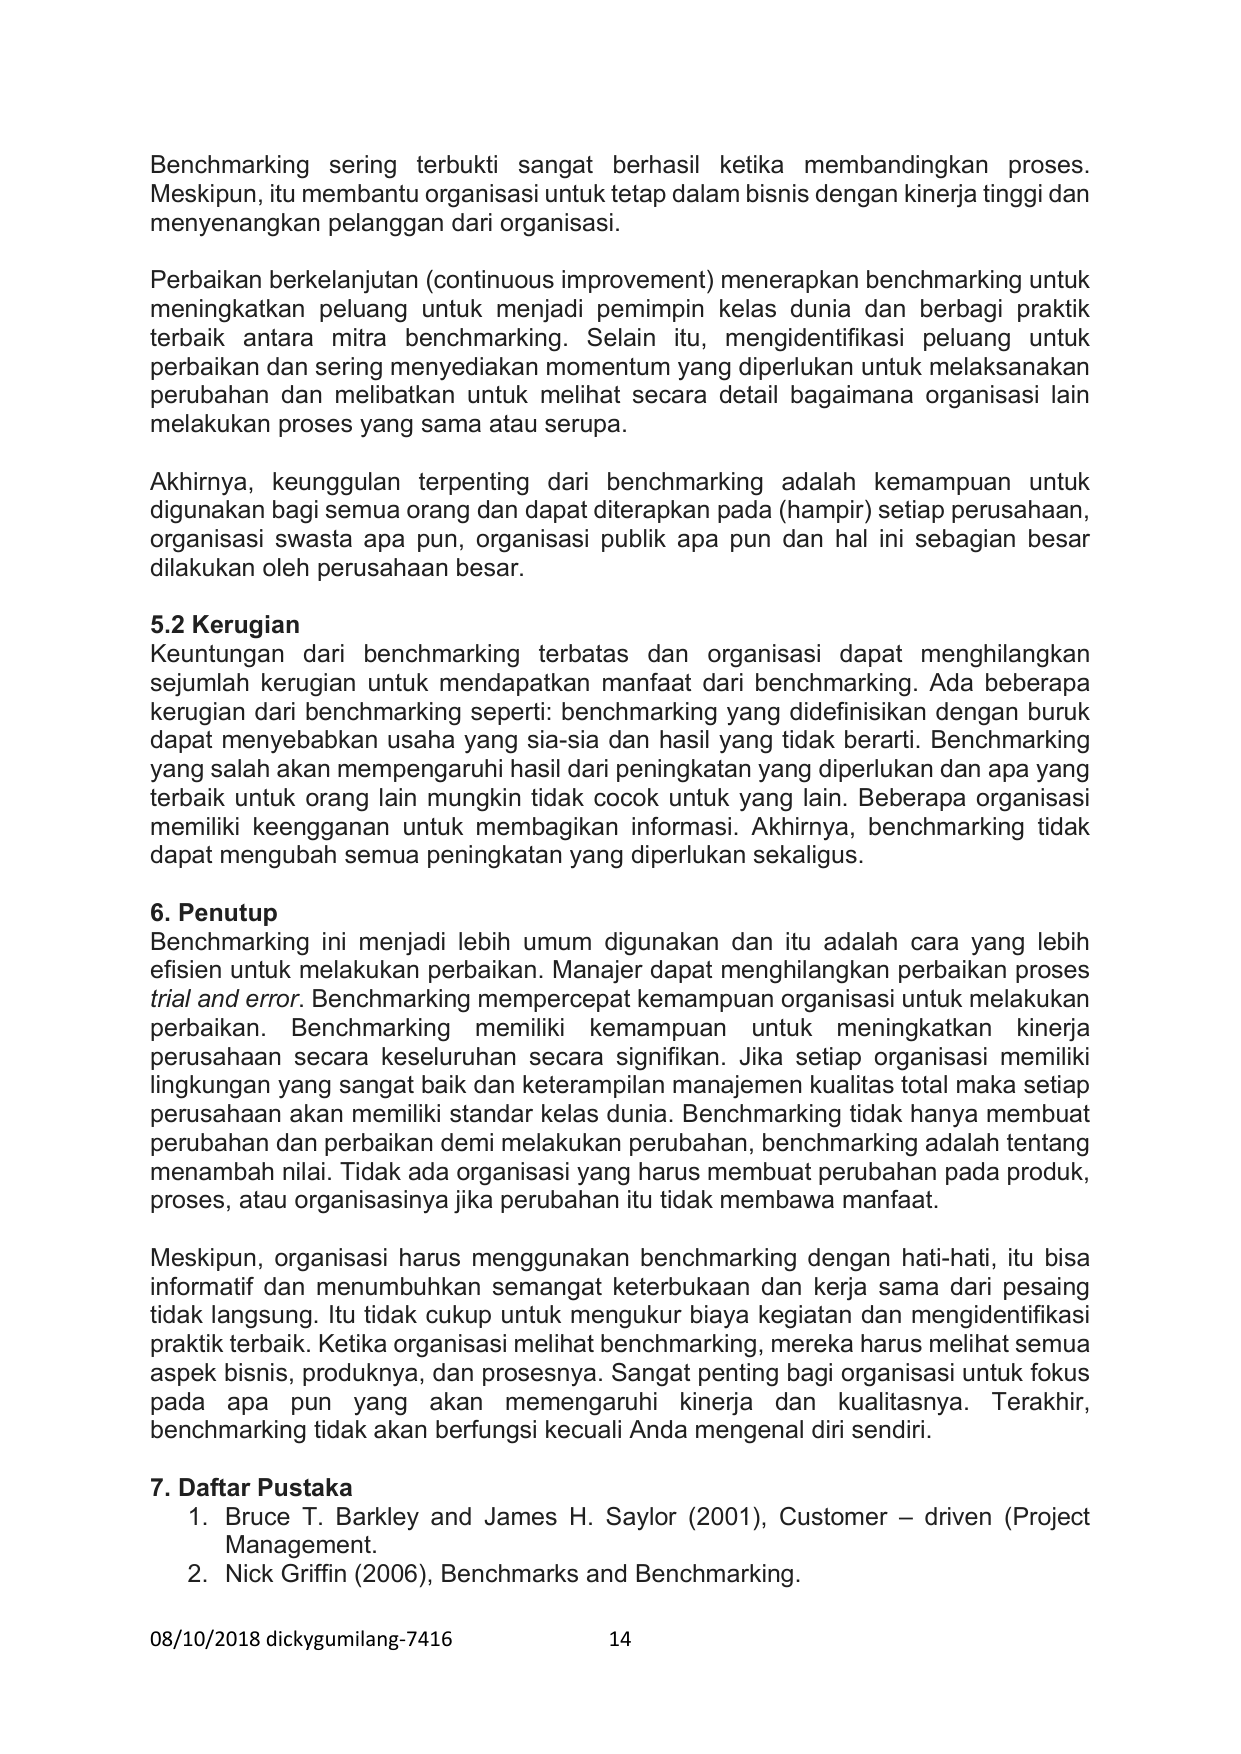 Benchmarking sering terbukti sangat berhasil ketika membandingkan proses.
Meskipun, itu membantu organisasi untuk tetap dalam bisnis dengan kinerja tinggi dan
menyenangkan pelanggan dari organisasi.
Perbaikan berkelanjutan (continuous improvement) menerapkan benchmarking untuk
meningkatkan peluang untuk menjadi pemimpin kelas dunia dan berbagi praktik
terbaik antara mitra benchmarking. Selain itu, mengidentifikasi peluang untuk
perbaikan dan sering menyediakan momentum yang diperlukan untuk melaksanakan
perubahan dan melibatkan untuk melihat secara detail bagaimana organisasi lain
melakukan proses yang sama atau serupa.
Akhirnya, keunggulan terpenting dari benchmarking adalah kemampuan untuk
digunakan bagi semua orang dan dapat diterapkan pada (hampir) setiap perusahaan,
organisasi swasta apa pun, organisasi publik apa pun dan hal ini sebagian besar
dilakukan oleh perusahaan besar.
5.2 Kerugian
Keuntungan dari benchmarking terbatas dan organisasi dapat menghilangkan
sejumlah kerugian untuk mendapatkan manfaat dari benchmarking. Ada beberapa
kerugian dari benchmarking seperti: benchmarking yang didefinisikan dengan buruk
dapat menyebabkan usaha yang sia-sia dan hasil yang tidak berarti. Benchmarking
yang salah akan mempengaruhi hasil dari peningkatan yang diperlukan dan apa yang
terbaik untuk orang lain mungkin tidak cocok untuk yang lain. Beberapa organisasi
memiliki keengganan untuk membagikan informasi. Akhirnya, benchmarking tidak
dapat mengubah semua peningkatan yang diperlukan sekaligus.
6. Penutup
Benchmarking ini menjadi lebih umum digunakan dan itu adalah cara yang lebih
efisien untuk melakukan perbaikan. Manajer dapat menghilangkan perbaikan proses
trial and error. Benchmarking mempercepat kemampuan organisasi untuk melakukan
perbaikan. Benchmarking memiliki kemampuan untuk meningkatkan kinerja
perusahaan secara keseluruhan secara signifikan. Jika setiap organisasi memiliki
lingkungan yang sangat baik dan keterampilan manajemen kualitas total maka setiap
perusahaan akan memiliki standar kelas dunia. Benchmarking tidak hanya membuat
perubahan dan perbaikan demi melakukan perubahan, benchmarking adalah tentang
menambah nilai. Tidak ada organisasi yang harus membuat perubahan pada produk,
proses, atau organisasinya jika perubahan itu tidak membawa manfaat.
Meskipun, organisasi harus menggunakan benchmarking dengan hati-hati, itu bisa
informatif dan menumbuhkan semangat keterbukaan dan kerja sama dari pesaing
tidak langsung. Itu tidak cukup untuk mengukur biaya kegiatan dan mengidentifikasi
praktik terbaik. Ketika organisasi melihat benchmarking, mereka harus melihat semua
aspek bisnis, produknya, dan prosesnya. Sangat penting bagi organisasi untuk fokus
pada apa pun yang akan memengaruhi kinerja dan kualitasnya. Terakhir,
benchmarking tidak akan berfungsi kecuali Anda mengenal diri sendiri.
7. Daftar Pustaka
1. Bruce T. Barkley and James H. Saylor (2001), Customer – driven (Project
Management.
2. Nick Griffin (2006), Benchmarks and Benchmarking.
08/10/2018 dickygumilang-7416 14